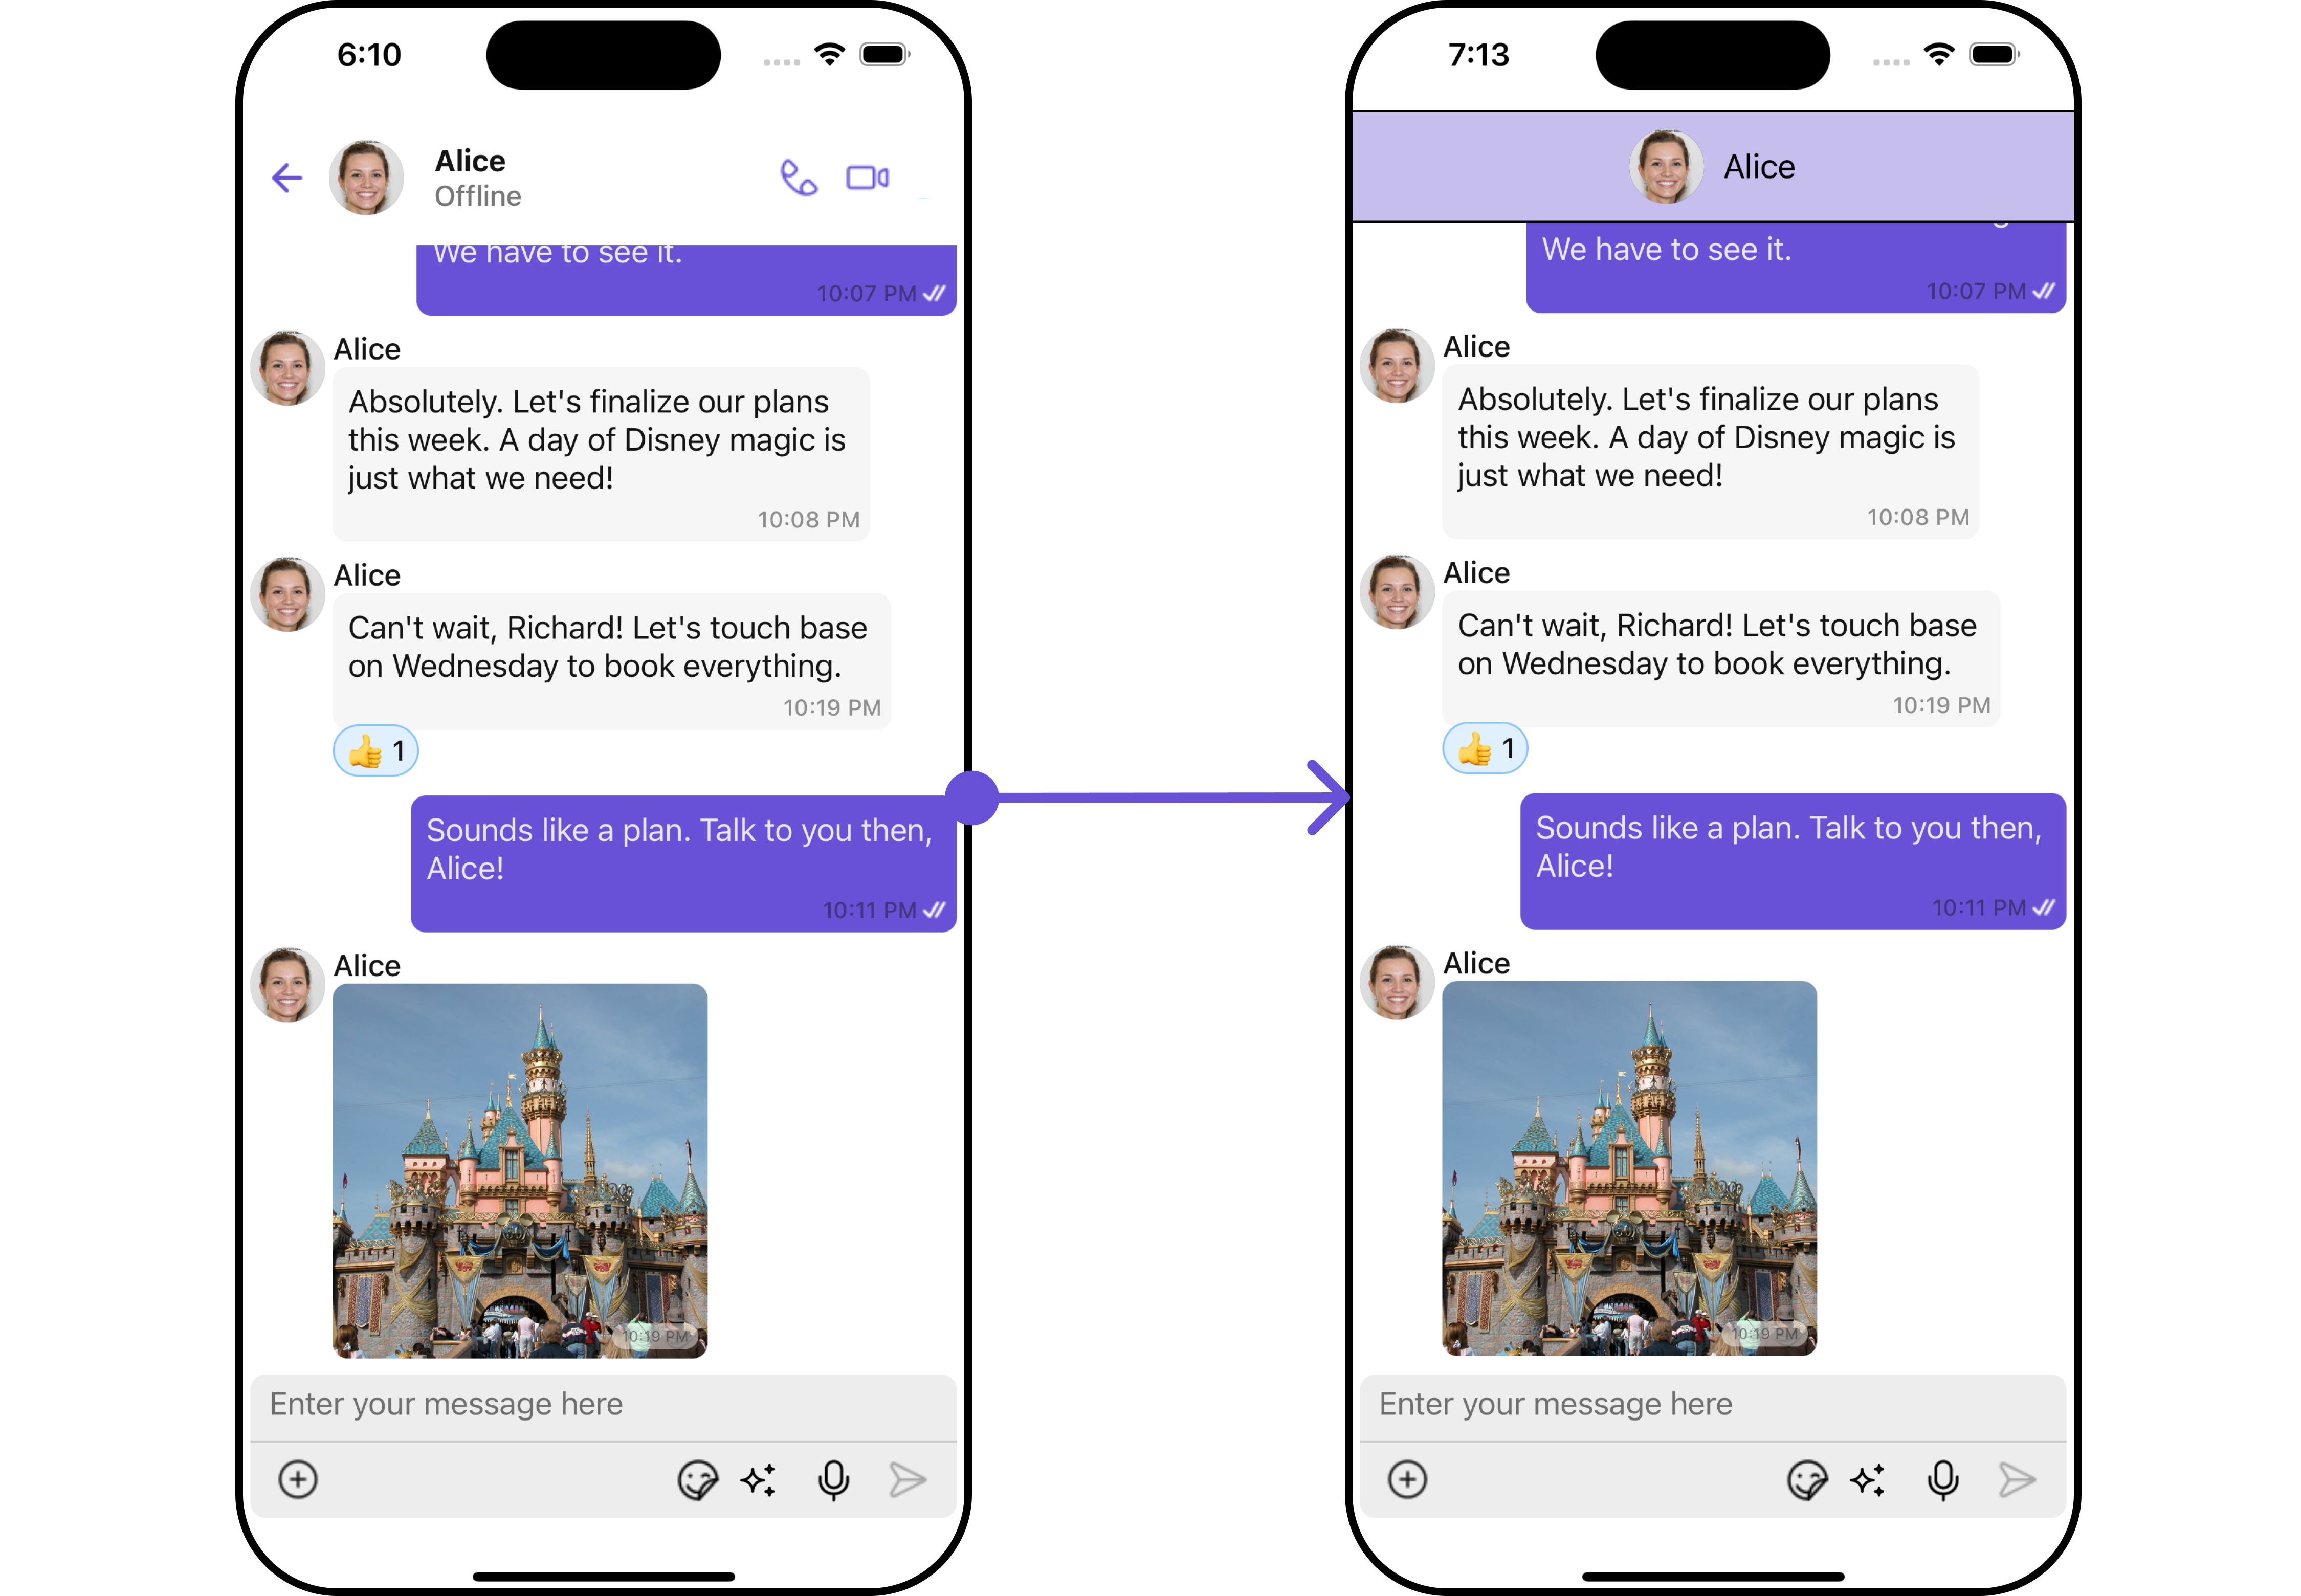 6:10
Alice
Offline
We have to see it.
10:07 PM
Alice
Absolutely. Let's finalize our plans
this week. A day of Disney magic is
just what we need!
10:08 PM
Alice
Can't wait, Richard! Let's touch base
on Wednesday to book everything.
10:19 PM
👍 1
Sounds like a plan. Talk to you then,
Alice!
10:11 PM
Alice
10:19 PM
Enter your message here
7:13
Alice
We have to see it.
10:07 PM
Alice
Absolutely. Let's finalize our plans
this week. A day of Disney magic is
just what we need!
10:08 PM
Alice
Can't wait, Richard! Let's touch base
on Wednesday to book everything.
10:19 PM
👍 1
Sounds like a plan. Talk to you then,
Alice!
10:11 PM
Alice
10:19 PM
Enter your message here